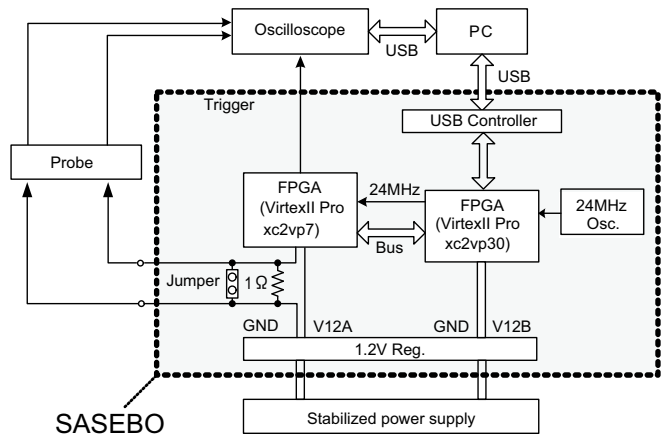 Oscilloscope
USB
PC
USB
Trigger
USB Controller
Probe
FPGA
(VirtexII Pro
xc2vp7)
24MHz
Bus
FPGA
(VirtexII Pro
xc2vp30)
24MHz
Osc.
Jumper
1Ω
GND
V12A
GND
V12B
1.2V Reg.
SASEBO
Stabilized power supply